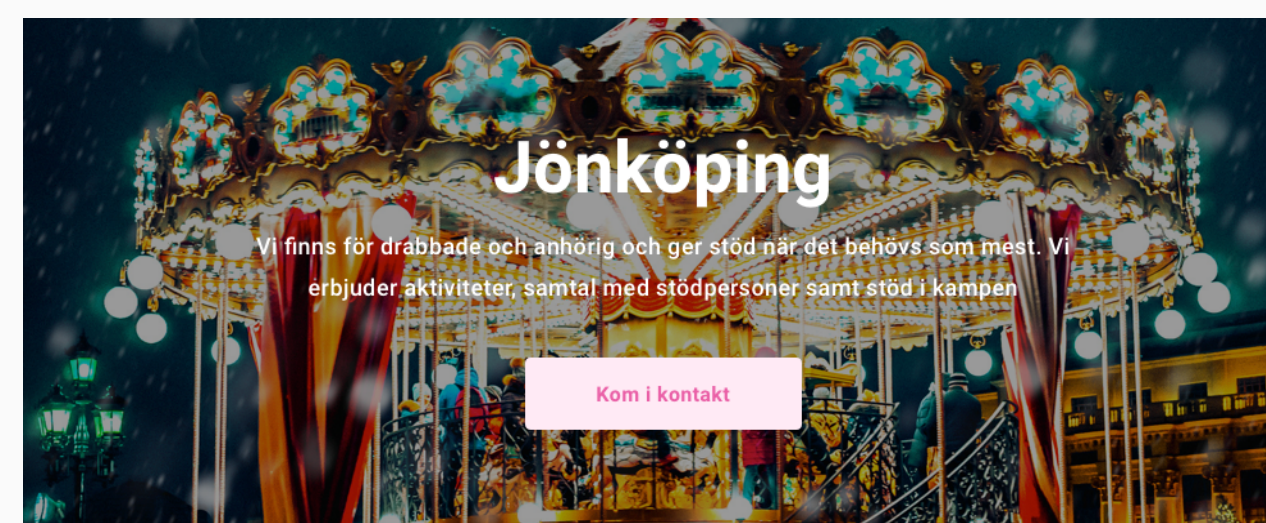 Jönköping
Vi finns för drabbade och anhörig och ger stöd när det behövs som mest. Vi
erbjuder aktiviteter, samtal med stödpersoner samt stöd i kampen
Kom i kontakt